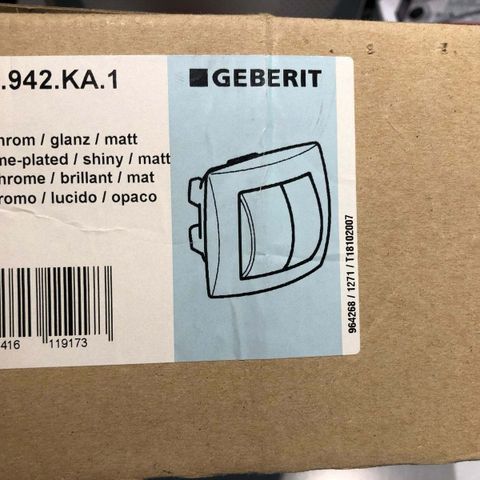 .942.KA.1
GEBERIT
hrom / glanz / matt
me-plated / shiny / matt
hrome / brillant / mat
romo / lucido / opaco
416 119173
964268 / 1271 / T18102007